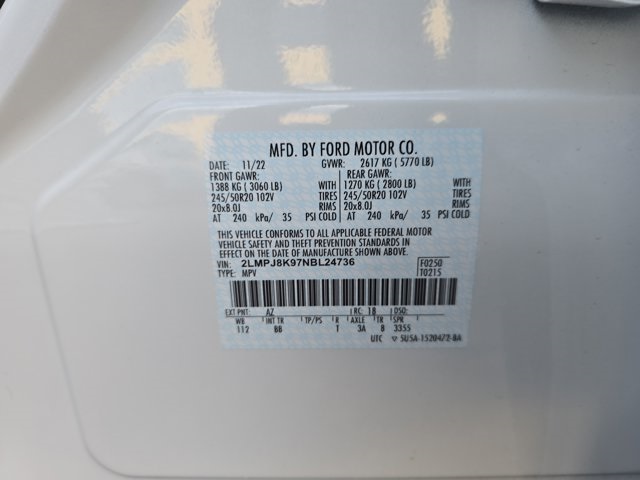 MFD. BY FORD MOTOR CO.
DATE: 11/22 GVWR: 2617 KG ( 5770 LB)
FRONT GAWR: REAR GAWR:
1388 KG ( 3060 LB) WITH 1270 KG ( 2800 LB) WITH
245/50R20 102V TIRES 245/50R20 102V TIRES
20x8.0J RIMS 20x8.0J RIMS
AT 240 kPa/ 35 PSI COLD AT 240 kPa/ 35 PSI COLD
THIS VEHICLE CONFORMS TO ALL APPLICABLE FEDERAL MOTOR
VEHICLE SAFETY AND THEFT PREVENTION STANDARDS IN
EFFECT ON THE DATE OF MANUFACTURE SHOWN ABOVE.
VIN: 2LMPJ8K97NBL24736 F0250
TYPE: MPV T0215
EXT PNT: AZ RC: 18 DSO:
WB INT TR TP/PS R AXLE TR SPR
112 BB 1 3A 8 3355
UTC 5U5A-1520472-BA